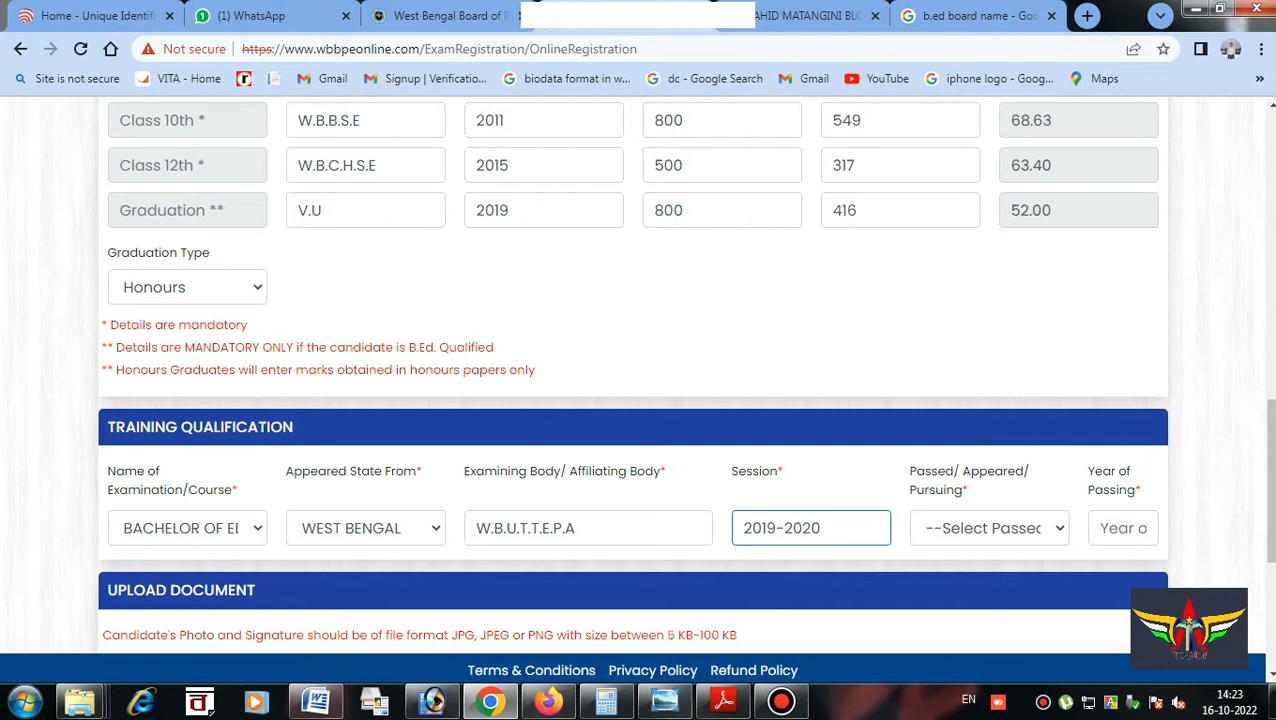 Home - Unique Identifi
(1) WhatsApp
West Bengal Board of P
AHID MATANGINI BLO
b.ed board name - Goo
Not secure
https://www.wbbpeonline.com/ExamRegistration/OnlineRegistration
Site is not secure
VITA - Home
Gmail
Signup | Verificatio...
biodata format in w...
dc - Google Search
Gmail
YouTube
iphone logo - Goog...
Maps
»
Class 10th * W.B.B.S.E 2011 800 549 68.63
Class 12th * W.B.C.H.S.E 2015 500 317 63.40
Graduation ** V.U 2019 800 416 52.00
Graduation Type
Honours
* Details are mandatory
** Details are MANDATORY ONLY if the candidate is B.Ed. Qualified
** Honours Graduates will enter marks obtained in honours papers only
TRAINING QUALIFICATION
Name of Examination/Course*
Appeared State From*
Examining Body/ Affiliating Body*
Session*
Passed/ Appeared/ Pursuing*
Year of Passing*
BACHELOR OF EI
WEST BENGAL
W.B.U.T.T.E.P.A
2019-2020
--Select Passec
Year o
UPLOAD DOCUMENT
Candidate's Photo and Signature should be of file format JPG, JPEG or PNG with size between 5 KB-100 KB
Terms & Conditions Privacy Policy Refund Policy
EN
14:23
16-10-2022